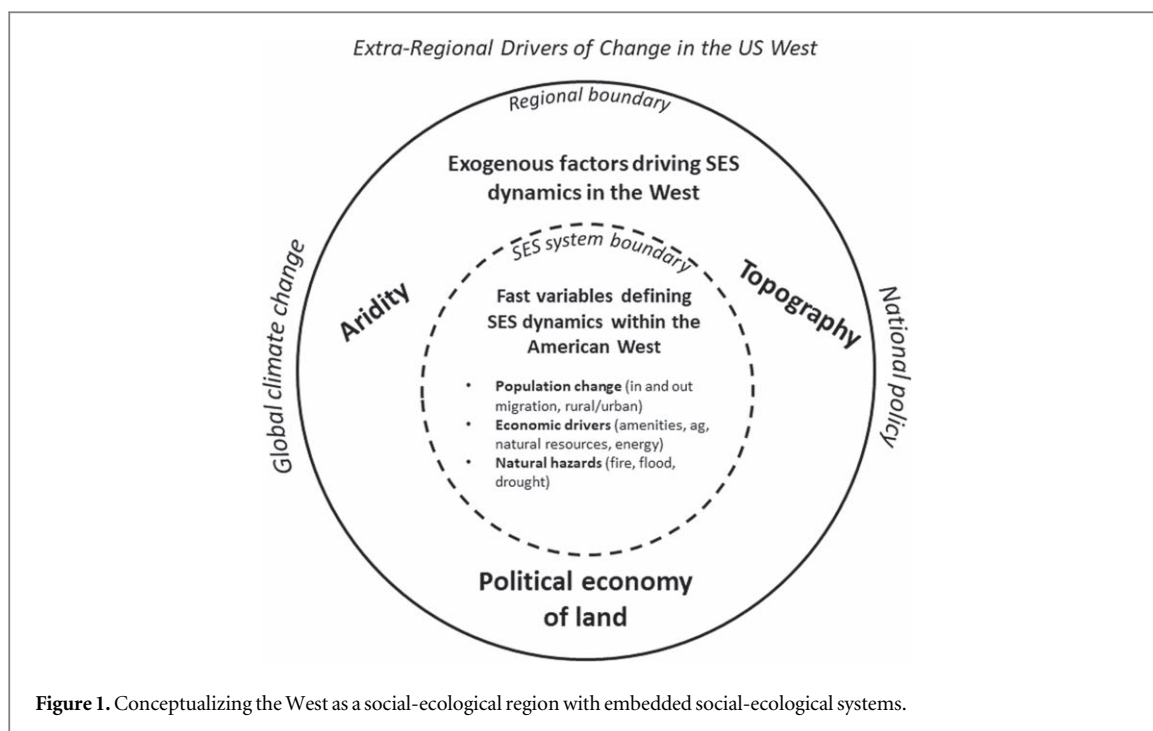 Extra-Regional Drivers of Change in the US West
Regional boundary
Exogenous factors driving SES
dynamics in the West
SES system boundary
Global climate change
Aridity
Topography
National policy
Fast variables defining
SES dynamics within the
American West
• Population change (in and out
migration, rural/urban)
• Economic drivers (amenities, ag,
natural resources, energy)
• Natural hazards (fire, flood,
drought)
Political economy
of land
Figure 1. Conceptualizing the West as a social-ecological region with embedded social-ecological systems.